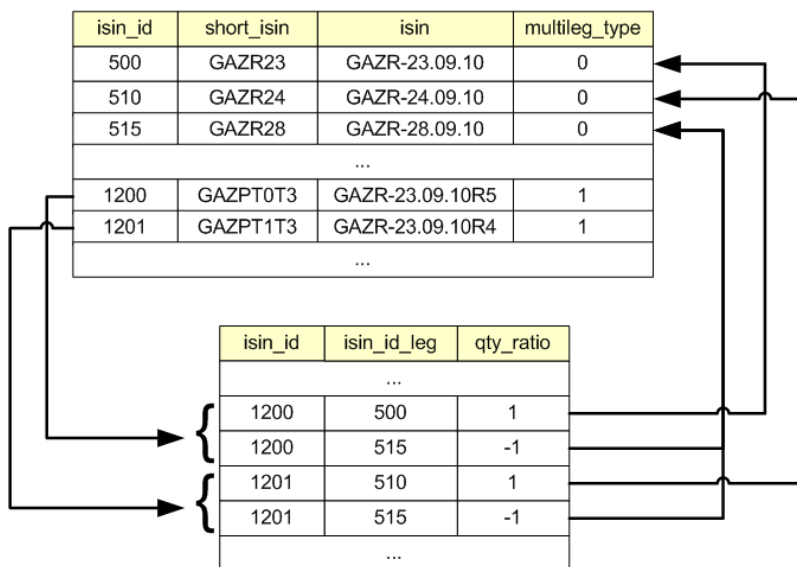 isin_id short_isin isin multileg_type
500 GAZR23 GAZR-23.09.10 0
510 GAZR24 GAZR-24.09.10 0
515 GAZR28 GAZR-28.09.10 0
...
1200 GAZPT0T3 GAZR-23.09.10R5 1
1201 GAZPT1T3 GAZR-23.09.10R4 1
...
isin_id isin_id_leg qty_ratio
...
1200 500 1
1200 515 -1
1201 510 1
1201 515 -1
...